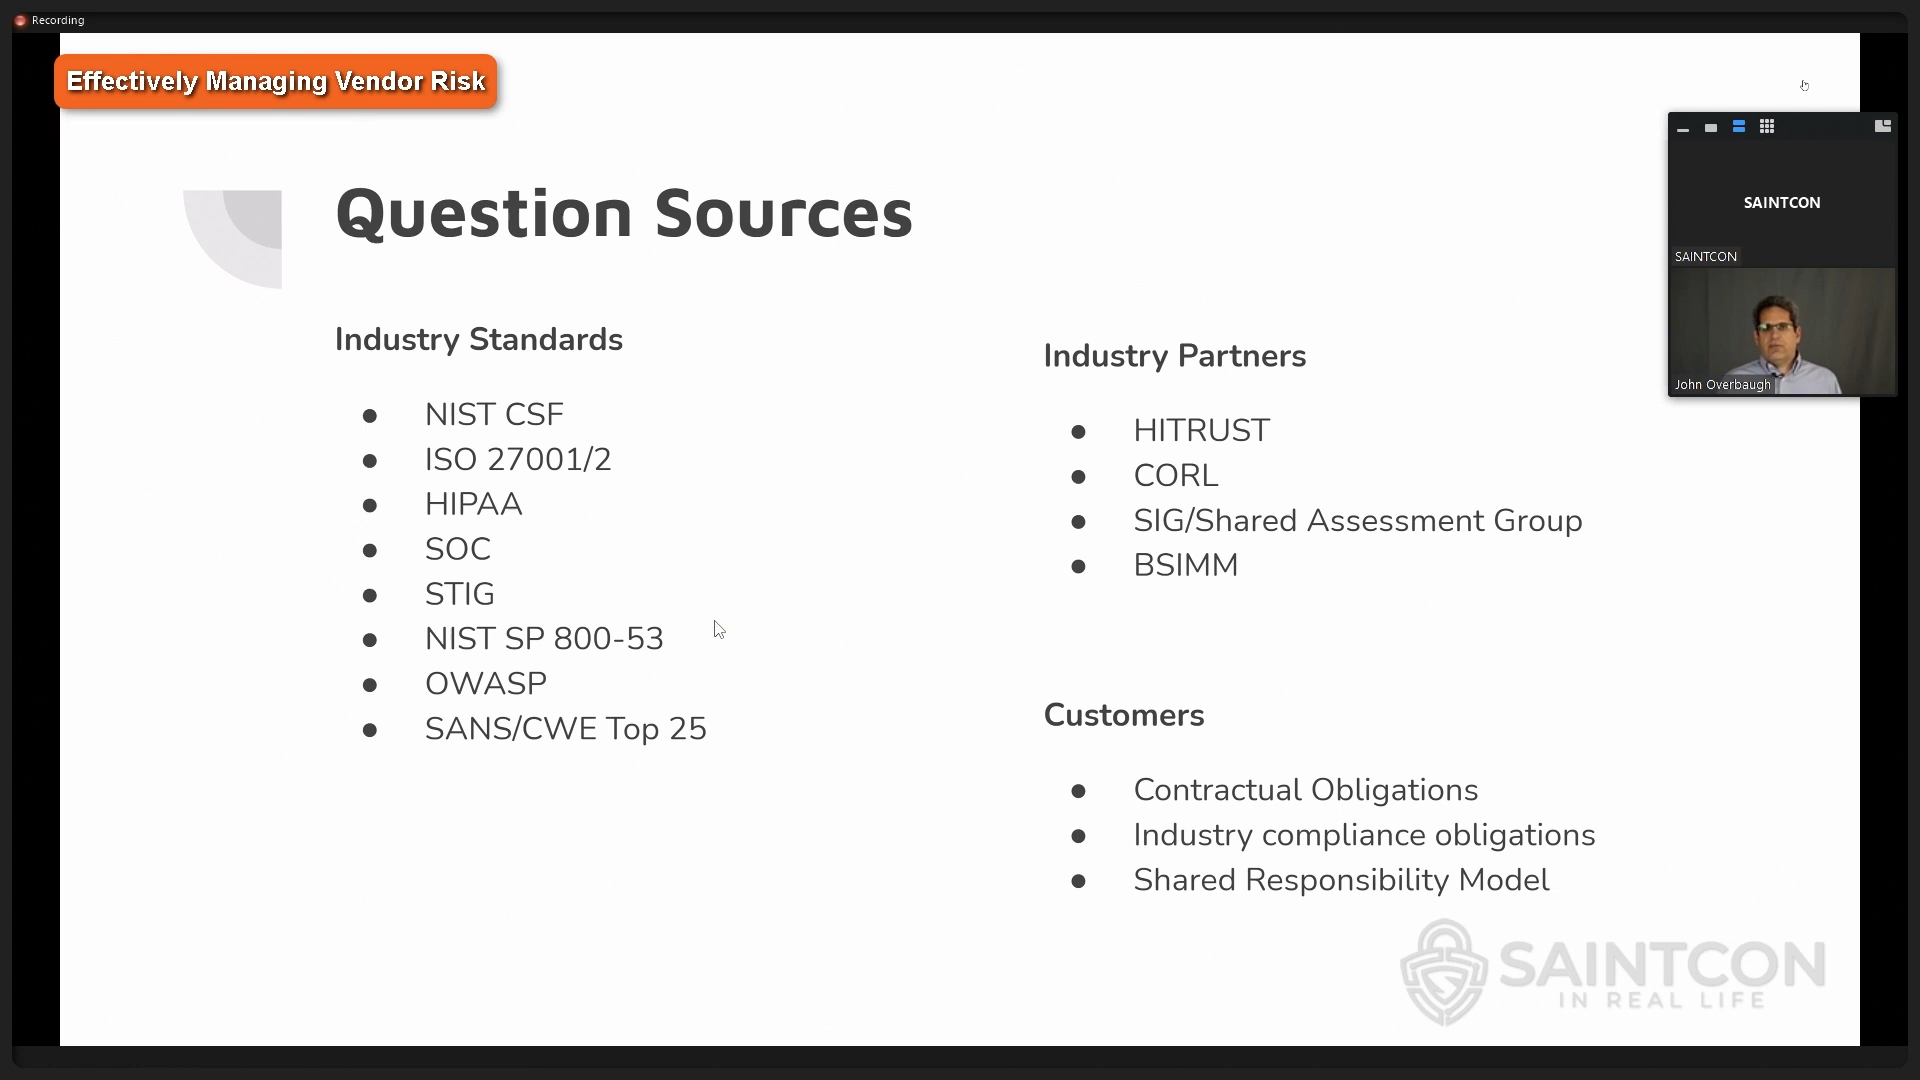 Recording
Effectively Managing Vendor Risk
Question Sources
Industry Standards
● NIST CSF
● ISO 27001/2
● HIPAA
● SOC
● STIG
● NIST SP 800-53
● OWASP
● SANS/CWE Top 25
Industry Partners
● HITRUST
● CORL
● SIG/Shared Assessment Group
● BSIMM
Customers
● Contractual Obligations
● Industry compliance obligations
● Shared Responsibility Model
SAINTCON
SAINTCON
John Overbaugh
SAINTCON
IN REAL LIFE